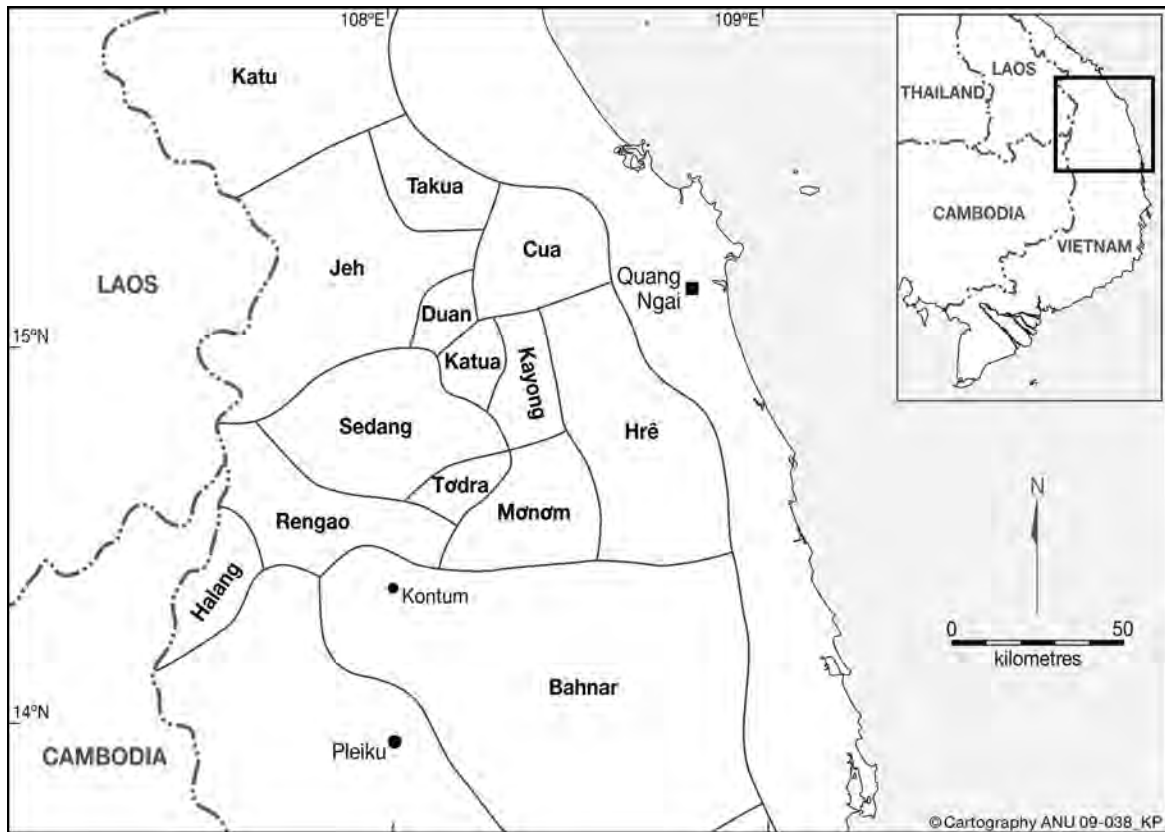 108ºE
109ºE
Katu
LAOS
THAILAND
Takua
CAMBODIA
Cua
Jeh
VIETNAM
LAOS
Quang
Ngai
Duan
15ºN
Katua
Kayong
Sedang
Hrê
Tơdra
N
Mơnơm
Rengao
Halang
Kontum
0
50
kilometres
Bahnar
14ºN
Pleiku
CAMBODIA
©Cartography ANU 09-038_KP